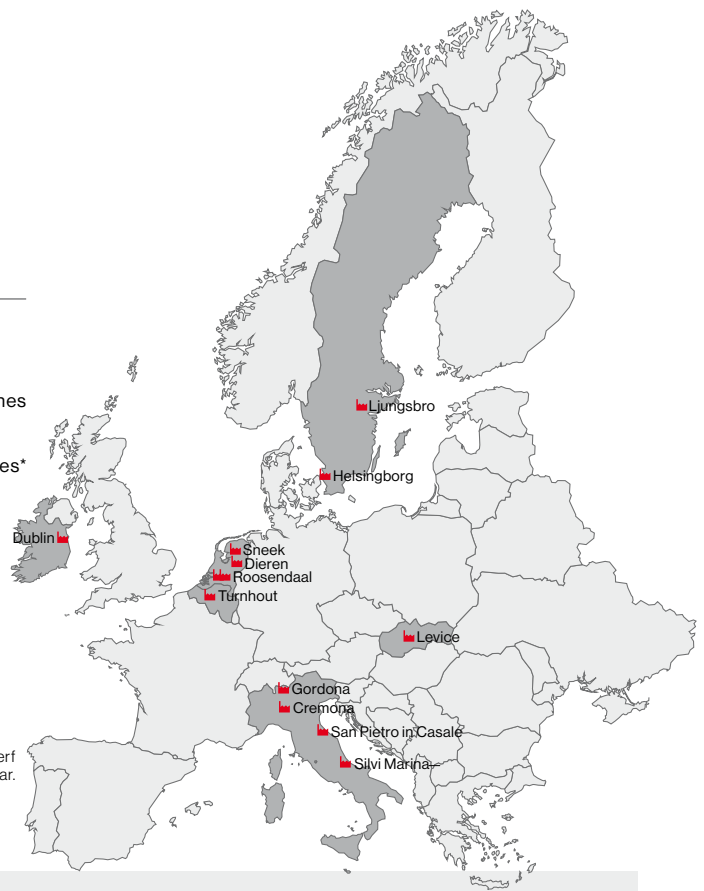 nes
es*
Ljungsbro
Helsingborg
Dublin
Sneek
Dieren
Roosendaal
Turnhout
Levice
Gordona
Cremona
San Pietro in Casale
Silvi Marina
erf
ar.